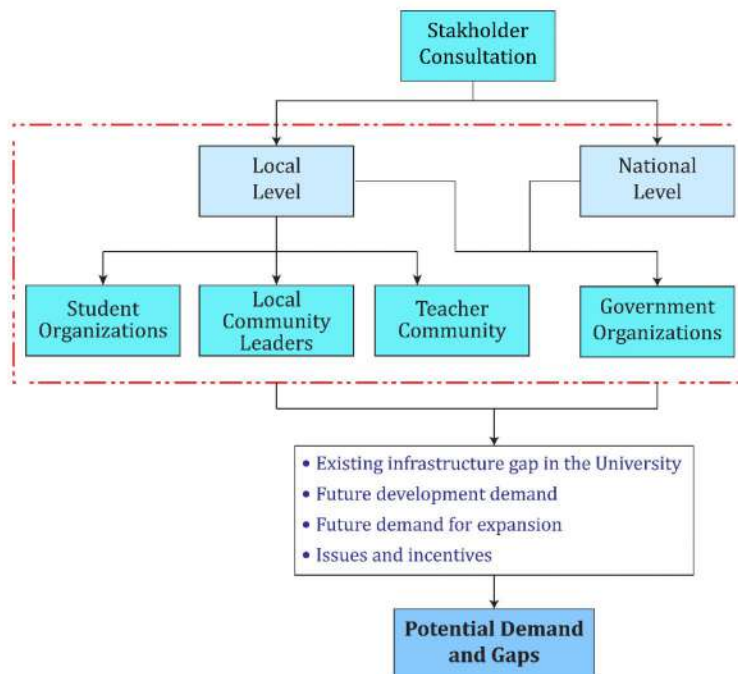 Stakholder
Consultation
Local
Level
National
Level
Student
Organizations
Local
Community
Leaders
Teacher
Community
Government
Organizations
• Existing infrastructure gap in the University
• Future development demand
• Future demand for expansion
• Issues and incentives
Potential Demand
and Gaps